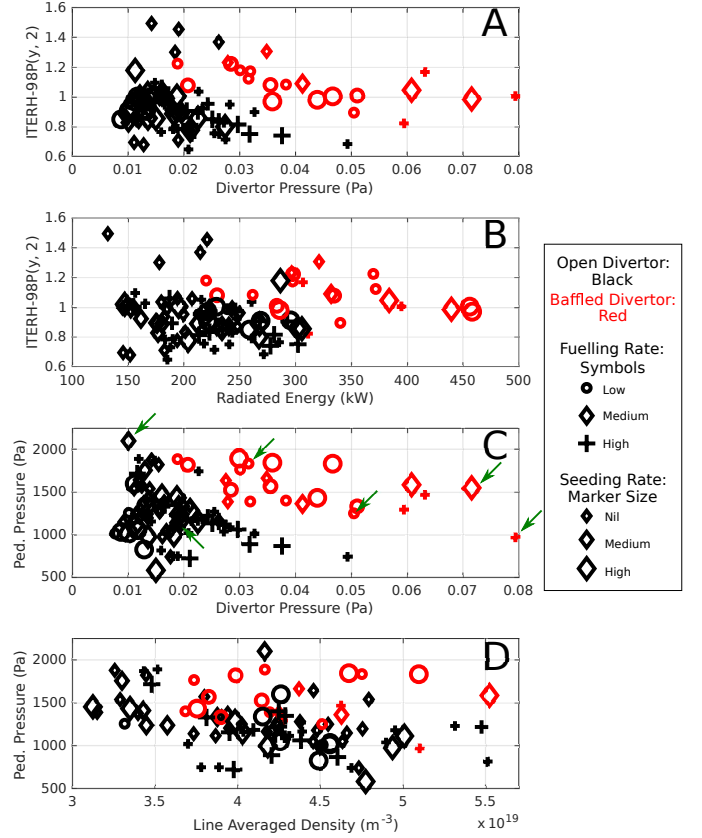 A
ITERH-98P(y, 2)
1.6
1.4
1.2
1
0.8
0.6
0 0.01 0.02 0.03 0.04 0.05 0.06 0.07 0.08
Divertor Pressure (Pa)
B
ITERH-98P(y, 2)
1.6
1.4
1.2
1
0.8
0.6
100 150 200 250 300 350 400 450 500
Radiated Energy (kW)
C
Ped. Pressure (Pa)
2000
1500
1000
500
0 0.01 0.02 0.03 0.04 0.05 0.06 0.07 0.08
Divertor Pressure (Pa)
D
Ped. Pressure (Pa)
2000
1500
1000
500
3 3.5 4 4.5 5 5.5
Line Averaged Density (m⁻³)
x 10¹⁹
Open Divertor:
Black
Baffled Divertor:
Red
Fuelling Rate:
Symbols
Low
Medium
High
Seeding Rate:
Marker Size
Nil
Medium
High